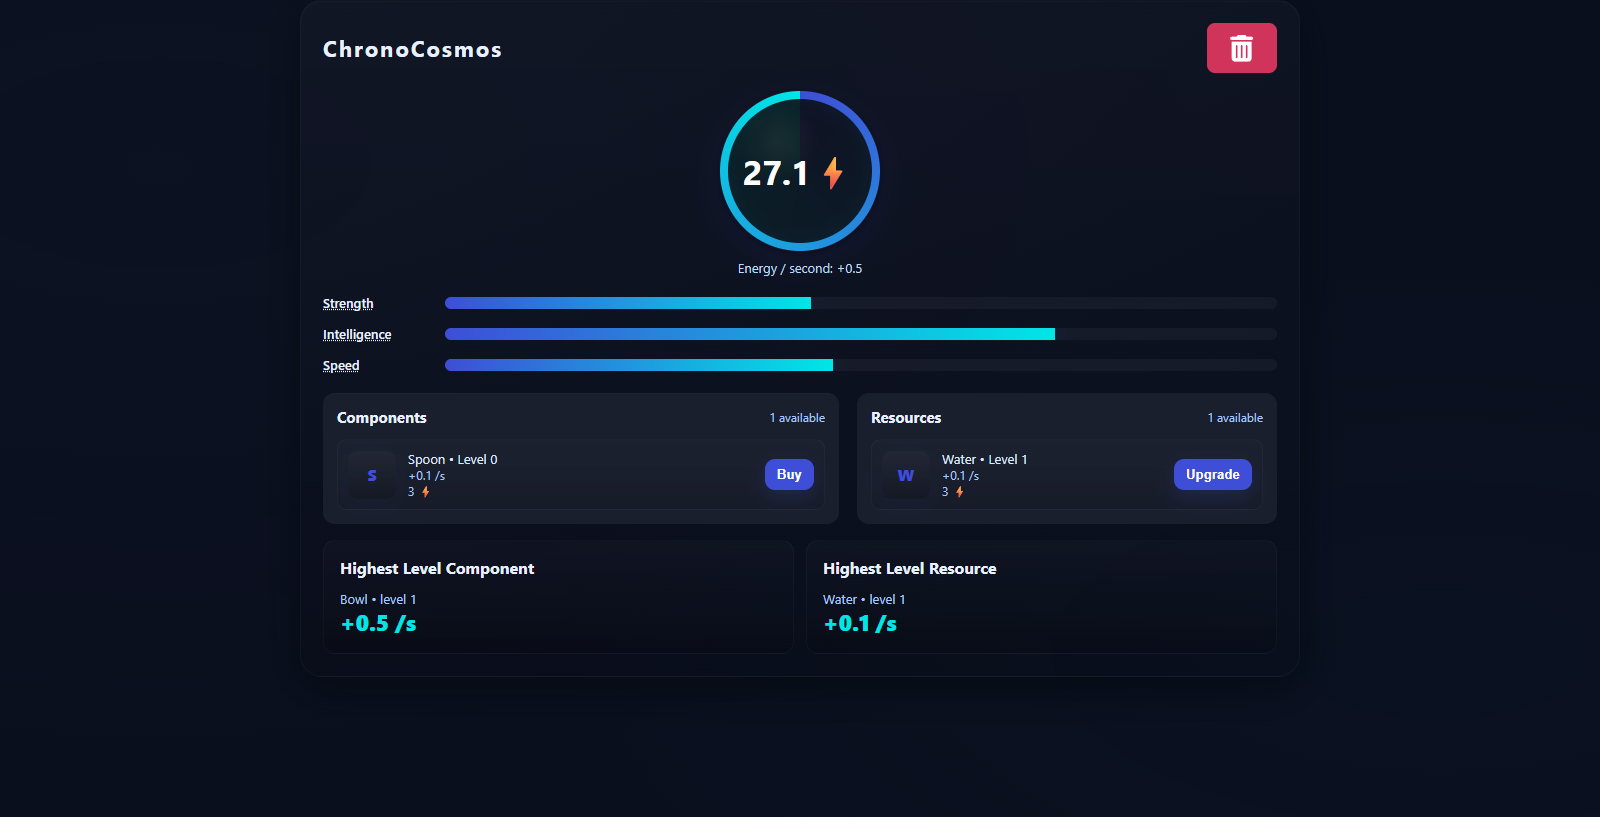 ChronoCosmos
27.1
Energy / second: +0.5
Strength
Intelligence
Speed
Components
1 available
S
Spoon • Level 0
+0.1 /s
3
Buy
Resources
1 available
W
Water • Level 1
+0.1 /s
3
Upgrade
Highest Level Component
Bowl • level 1
+0.5 /s
Highest Level Resource
Water • level 1
+0.1 /s